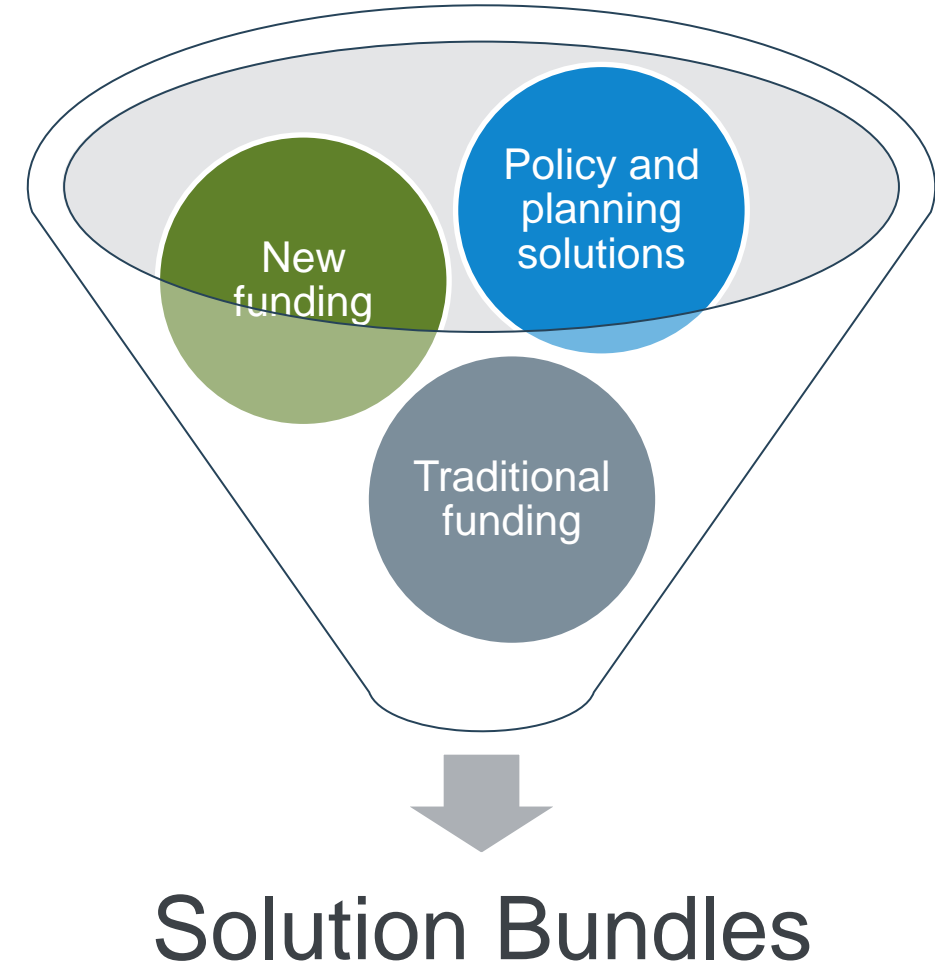 Policy and
planning
solutions
New
funding
Traditional
funding
Solution Bundles